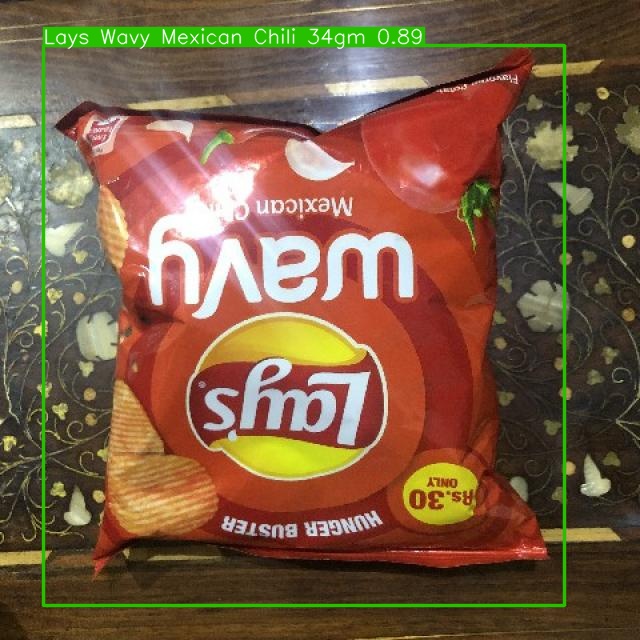 Lays Wavy Mexican Chili 34gm 0.89
HUNGER BUSTER
Rs.30
ONLY
Lay's
wavy
Mexican